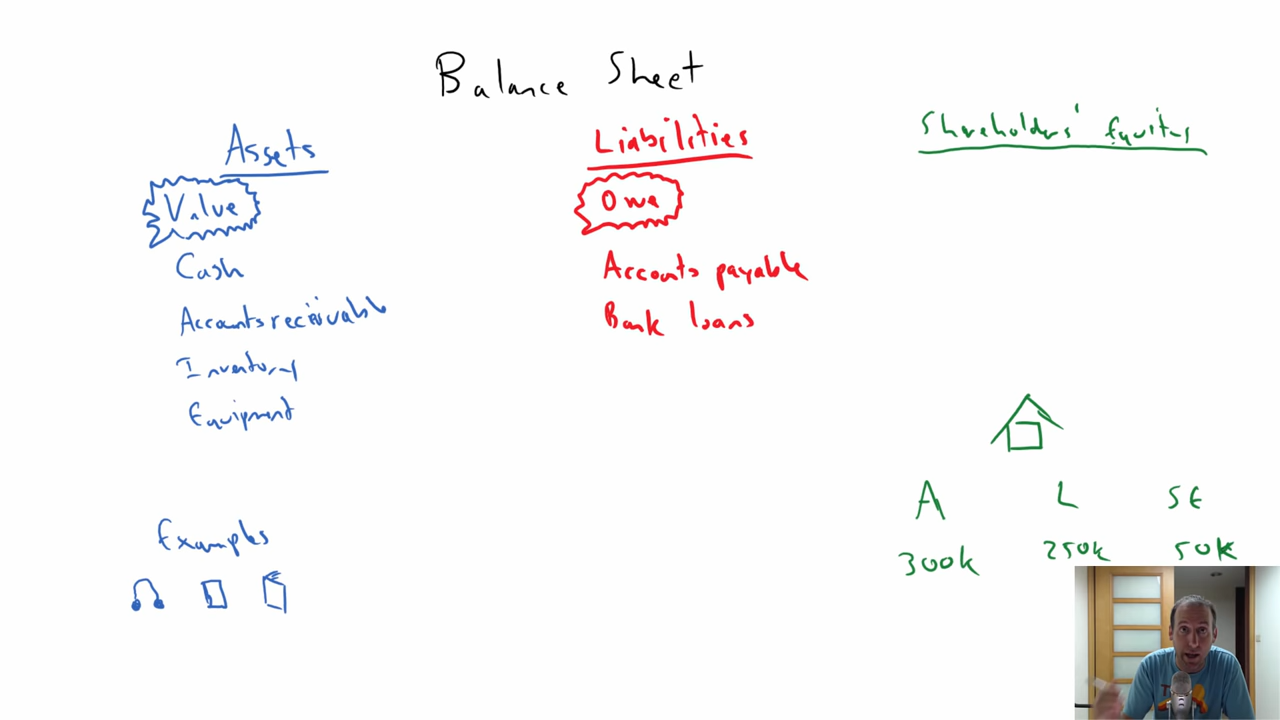 Balance Sheet
Assets
Value
Cash
Accounts receivable
Inventory
Equipment
Examples
Liabilities
Owe
Accounts payable
Bank loans
Shareholders' Equity
A L SE
300k 250k 50k